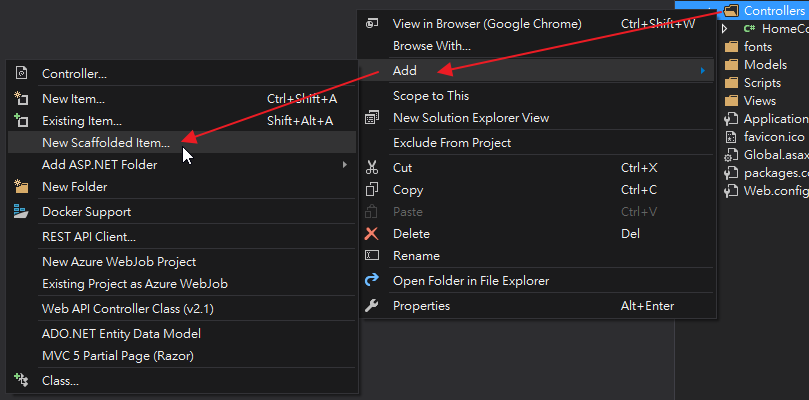 View in Browser (Google Chrome) Ctrl+Shift+W
Browse With...
Add
Scope to This
New Solution Explorer View
Exclude From Project
Cut Ctrl+X
Copy Ctrl+C
Paste Ctrl+V
Delete Del
Rename
Open Folder in File Explorer
Properties Alt+Enter
Controller...
New Item... Ctrl+Shift+A
Existing Item... Shift+Alt+A
New Scaffolded Item...
Add ASP.NET Folder
New Folder
Docker Support
REST API Client...
New Azure WebJob Project
Existing Project as Azure WebJob
Web API Controller Class (v2.1)
ADO.NET Entity Data Model
MVC 5 Partial Page (Razor)
Class...
Controllers
C# HomeCo
fonts
Models
Scripts
Views
Application
favicon.ico
Global.asax
packages.co
Web.config